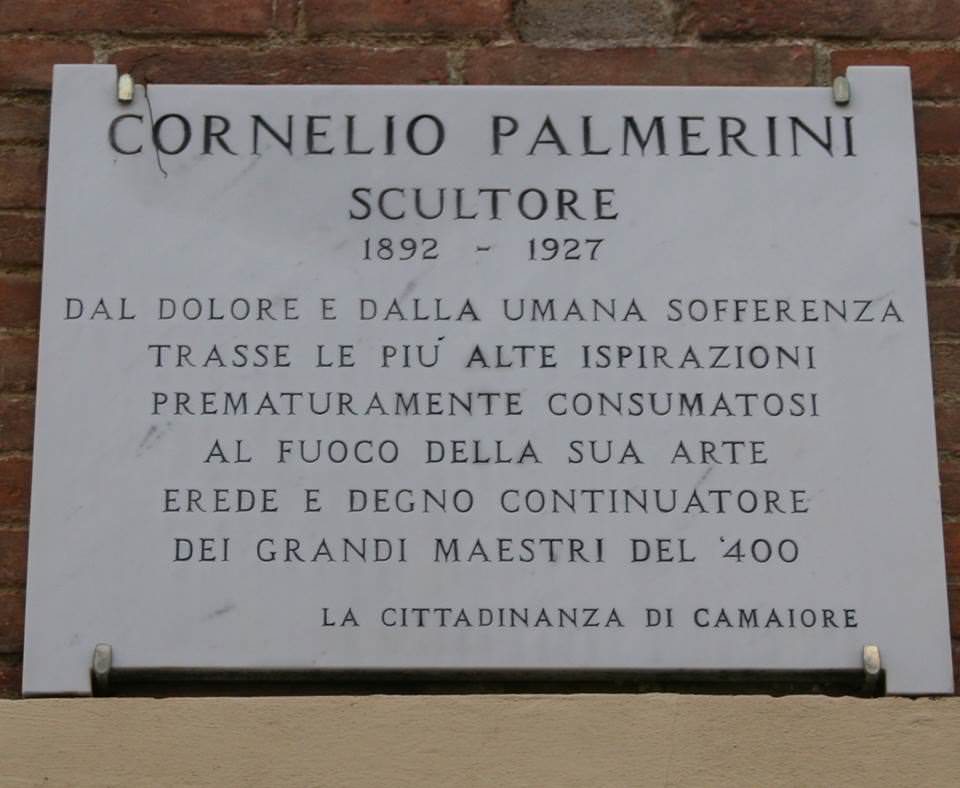 CORNELIO PALMERINI
SCULTORE
1892 - 1927
DAL DOLORE E DALLA UMANA SOFFERENZA
TRASSE LE PIÚ ALTE ISPIRAZIONI
PREMATURAMENTE CONSUMATOSI
AL FUOCO DELLA SUA ARTE
EREDE E DEGNO CONTINUATORE
DEI GRANDI MAESTRI DEL '400
LA CITTADINANZA DI CAMAIORE